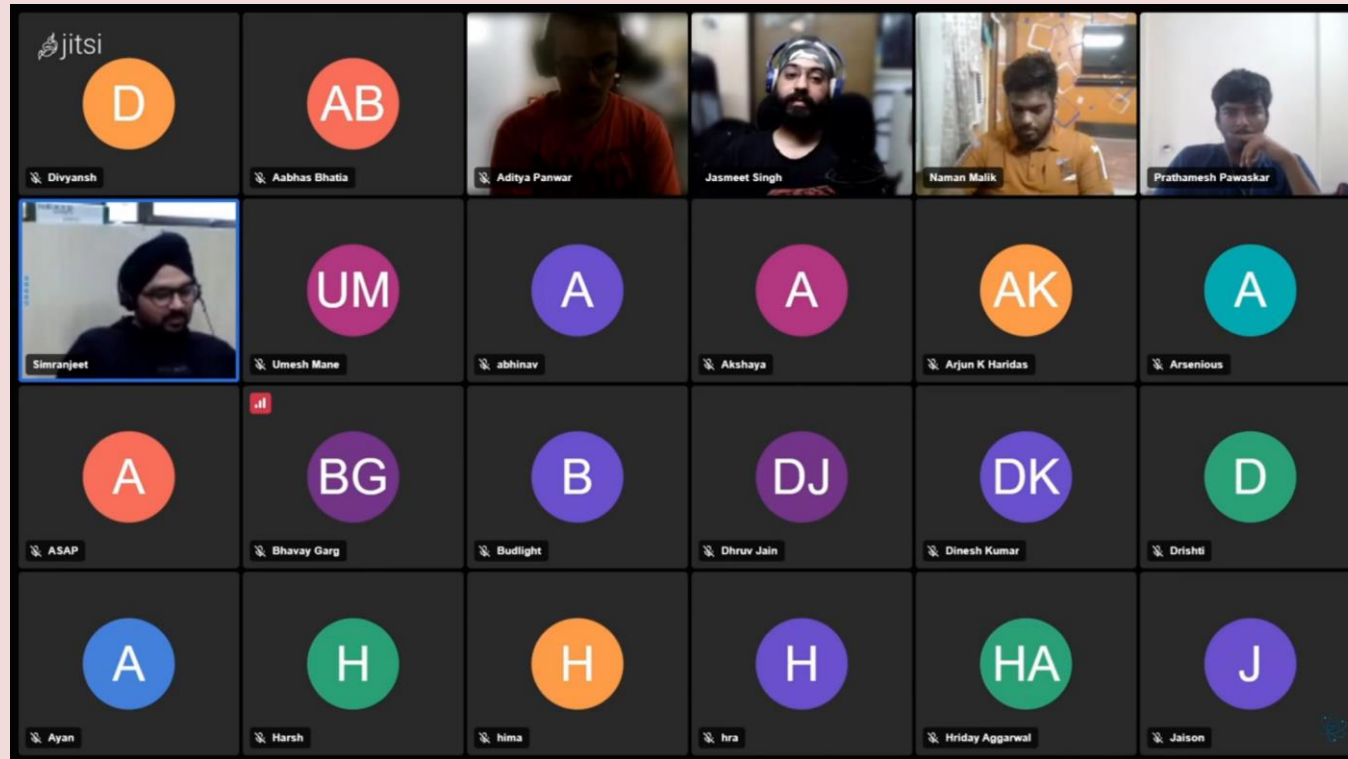 jitsi
D
Divyansh
AB
Aabhas Bhatia
Aditya Panwar
Jasmeet Singh
Naman Malik
Prathamesh Pawaskar
Simranjeet
UM
Umesh Mane
A
abhinav
A
Akshaya
AK
Arjun K Haridas
A
Arsenious
A
ASAP
BG
Bhavay Garg
B
Budlight
DJ
Dhruv Jain
DK
Dinesh Kumar
D
Drishti
A
Ayan
H
Harsh
H
hima
H
hra
HA
Hriday Aggarwal
J
Jaison